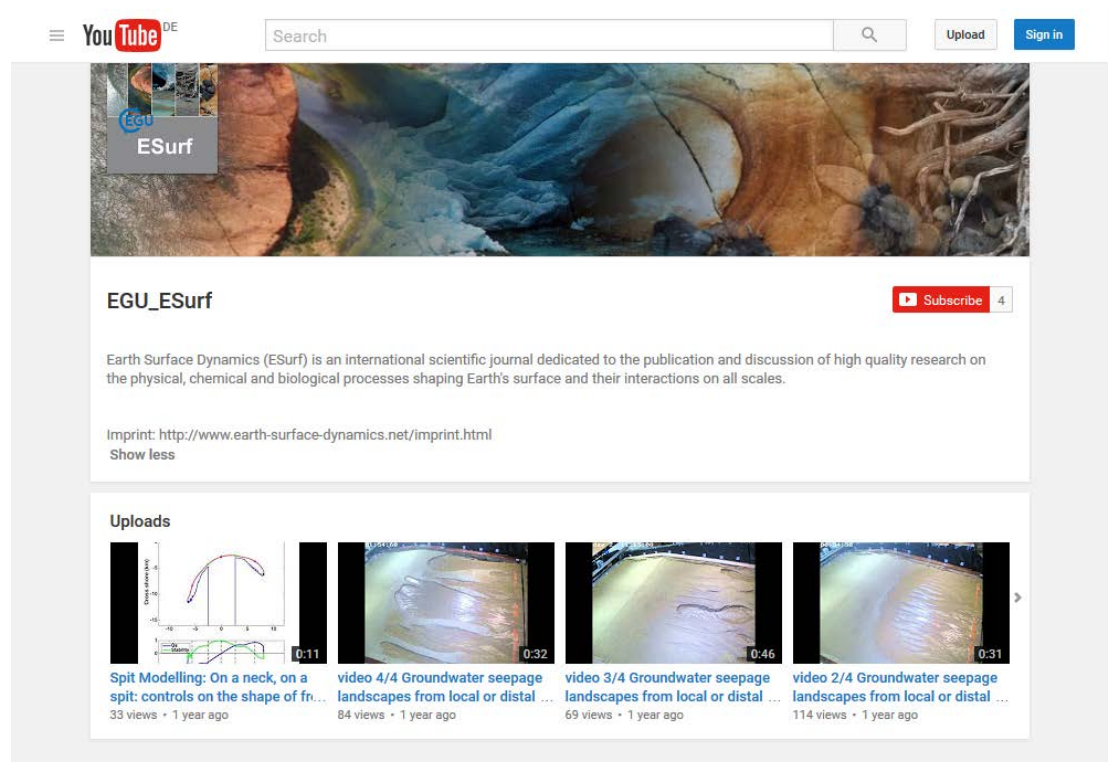 YouTube DE
Search
Upload
Sign in
EGU
ESurf
EGU_ESurf
Subscribe 4
Earth Surface Dynamics (ESurf) is an international scientific journal dedicated to the publication and discussion of high quality research on
the physical, chemical and biological processes shaping Earth's surface and their interactions on all scales.
Imprint: http://www.earth-surface-dynamics.net/imprint.html
Show less
Uploads
0:11
Spit Modelling: On a neck, on a
spit: controls on the shape of fr...
33 views • 1 year ago
0:32
video 4/4 Groundwater seepage
landscapes from local or distal ...
84 views • 1 year ago
0:46
video 3/4 Groundwater seepage
landscapes from local or distal ...
69 views • 1 year ago
0:31
video 2/4 Groundwater seepage
landscapes from local or distal ...
114 views • 1 year ago